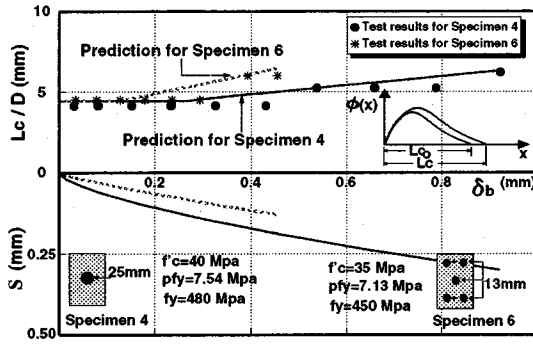 Lc / D (mm)
10
5
0
Prediction for Specimen 6
Prediction for Specimen 4
● Test results for Specimen 4
✳ Test results for Specimen 6
ϕ(x)
Lc₀
Lc
x
0.2
0.4
0.6
0.8
δb (mm)
S (mm)
0.25
0.50
25mm
Specimen 4
f'c=40 Mpa
pfy=7.54 Mpa
fy=480 Mpa
f'c=35 Mpa
pfy=7.13 Mpa
fy=450 Mpa
13mm
Specimen 6